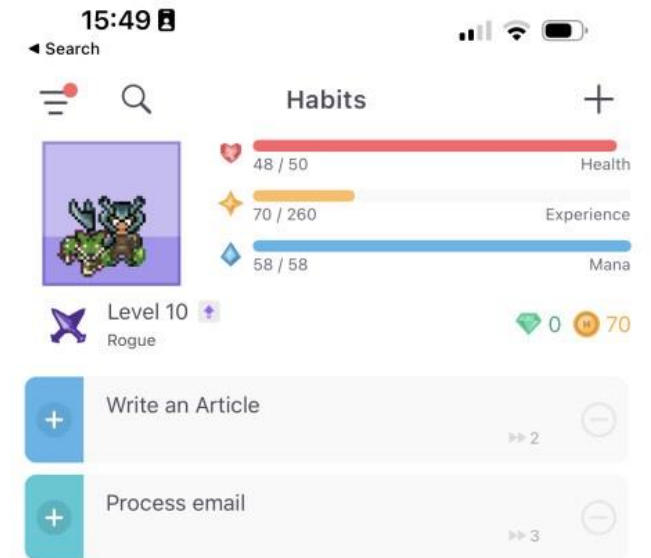 15:49
◀ Search
Habits
48 / 50 Health
70 / 260 Experience
58 / 58 Mana
Level 10
Rogue
0 70
Write an Article
2
Process email
3